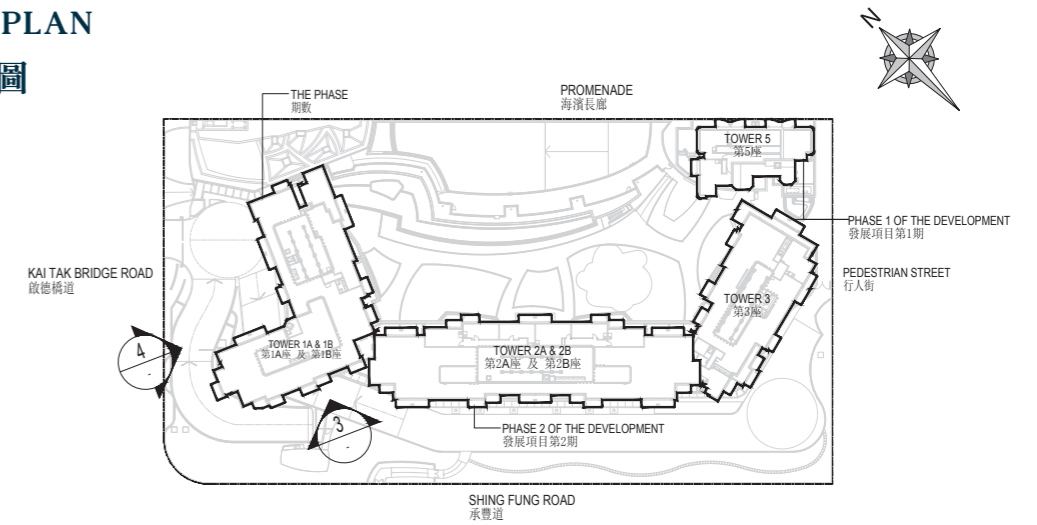 PLAN
圖
N
THE PHASE
期數
PROMENADE
海濱長廊
TOWER 5
第5座
PHASE 1 OF THE DEVELOPMENT
發展項目第1期
KAI TAK BRIDGE ROAD
啟德橋道
PEDESTRIAN STREET
行人街
TOWER 3
第3座
TOWER 1A & 1B
第1A座 及 第1B座
TOWER 2A & 2B
第2A座 及 第2B座
4
-
3
-
PHASE 2 OF THE DEVELOPMENT
發展項目第2期
SHING FUNG ROAD
承豐道